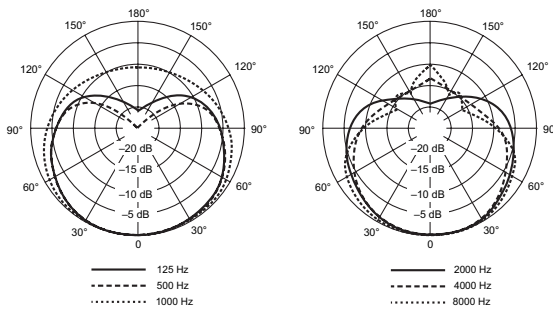 180°
150° 150°
120° 120°
90° 90°
–20 dB
–15 dB
60° 60°
–10 dB
–5 dB
30° 30°
0
125 Hz
500 Hz
1000 Hz
180°
150° 150°
120° 120°
90° 90°
–20 dB
–15 dB
60° 60°
–10 dB
–5 dB
30° 30°
0
2000 Hz
4000 Hz
8000 Hz